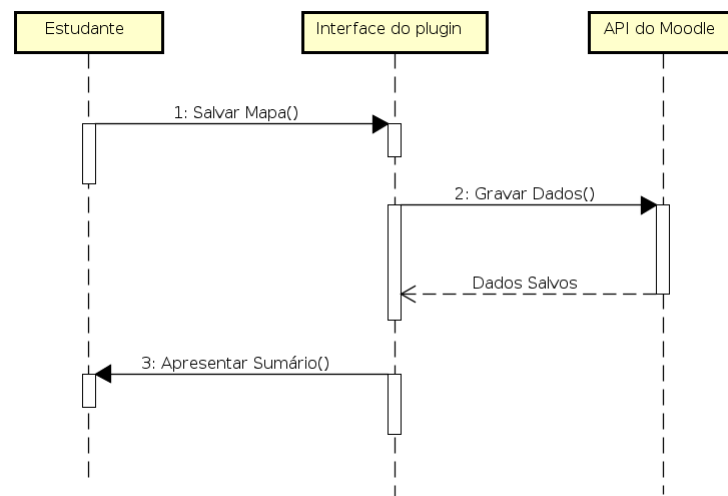 Estudante
Interface do plugin
API do Moodle
1: Salvar Mapa()
2: Gravar Dados()
Dados Salvos
3: Apresentar Sumário()